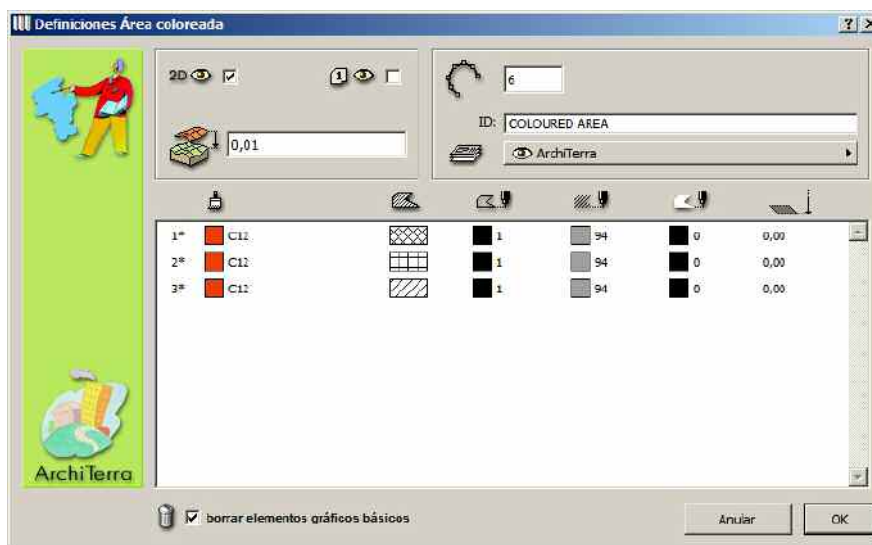 Definiciones Área coloreada
2D
1
6
ID: COLOURED AREA
0,01
ArchiTerra
1* C12 1 94 0 0,00
2* C12 1 94 0 0,00
3* C12 1 94 0 0,00
ArchiTerra
borrar elementos gráficos básicos
Anular
OK